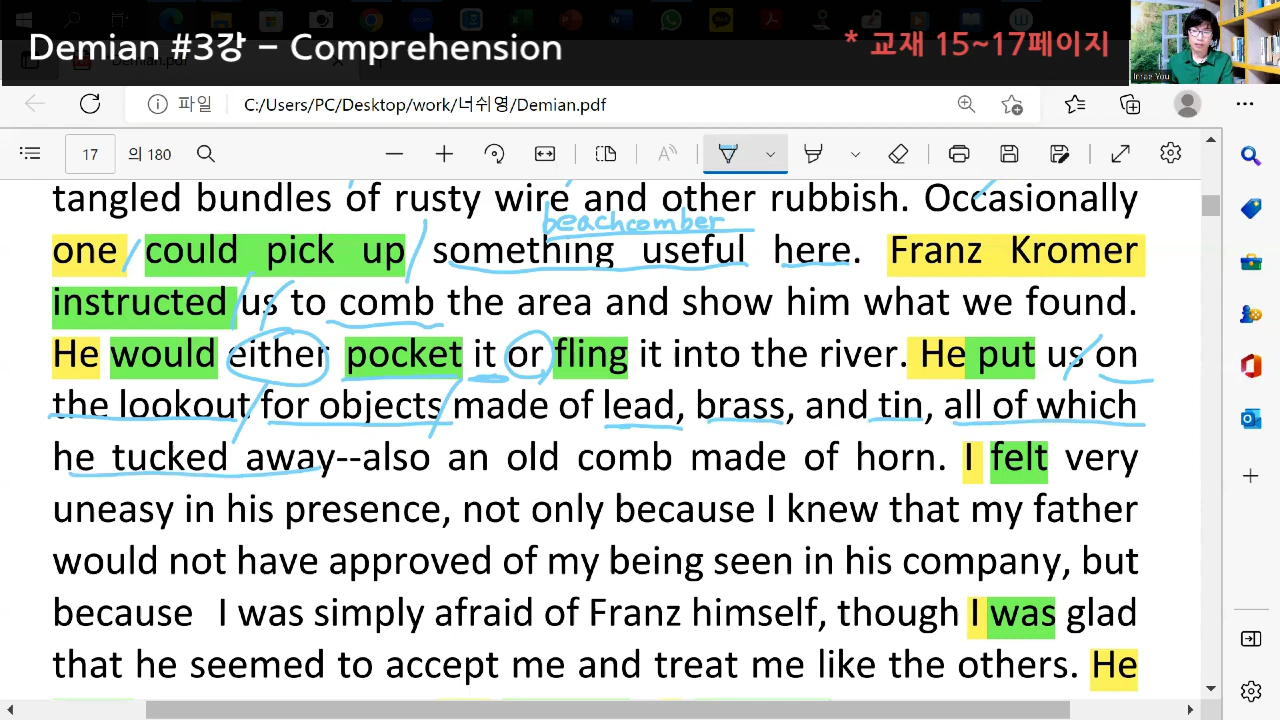 Demian #3강 – Comprehension
* 교재 15~17페이지
Demian.pdf
Inrae You
파일
C:/Users/PC/Desktop/work/너쉬영/Demian.pdf
17
의 180
tangled bundles of rusty wire and other rubbish. Occasionally
beachcomber
one could pick up something useful here. Franz Kromer
instructed us to comb the area and show him what we found.
He would either pocket it or fling it into the river. He put us on
the lookout for objects made of lead, brass, and tin, all of which
he tucked away--also an old comb made of horn. I felt very
uneasy in his presence, not only because I knew that my father
would not have approved of my being seen in his company, but
because I was simply afraid of Franz himself, though I was glad
that he seemed to accept me and treat me like the others. He